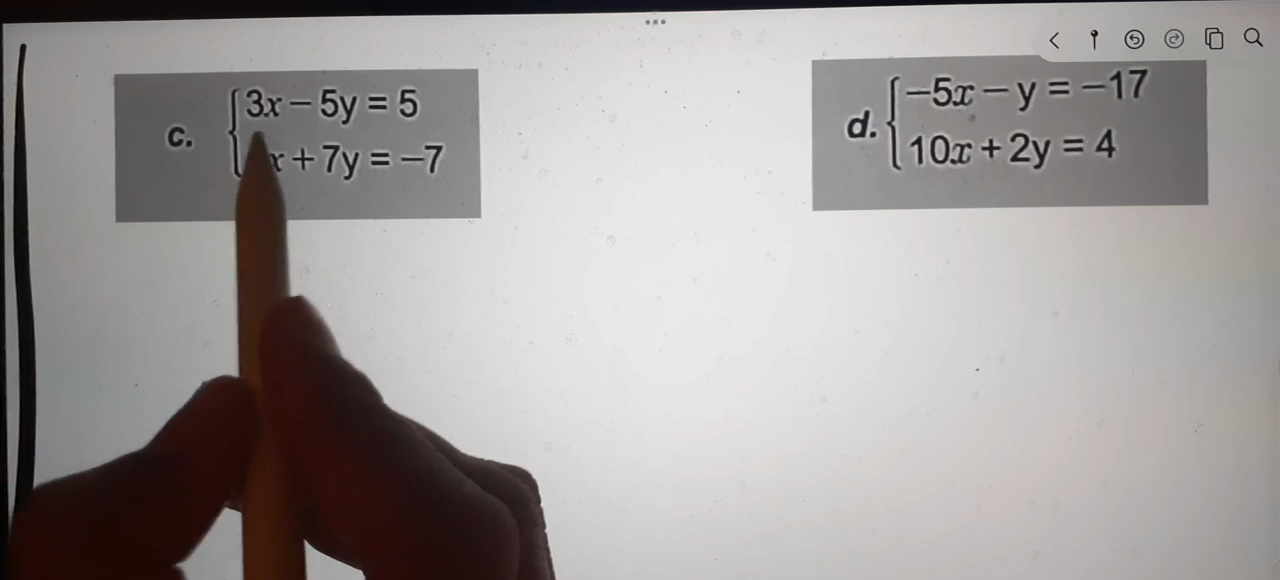 c. 3x – 5y = 5
x + 7y = –7
d. –5x – y = –17
10x + 2y = 4